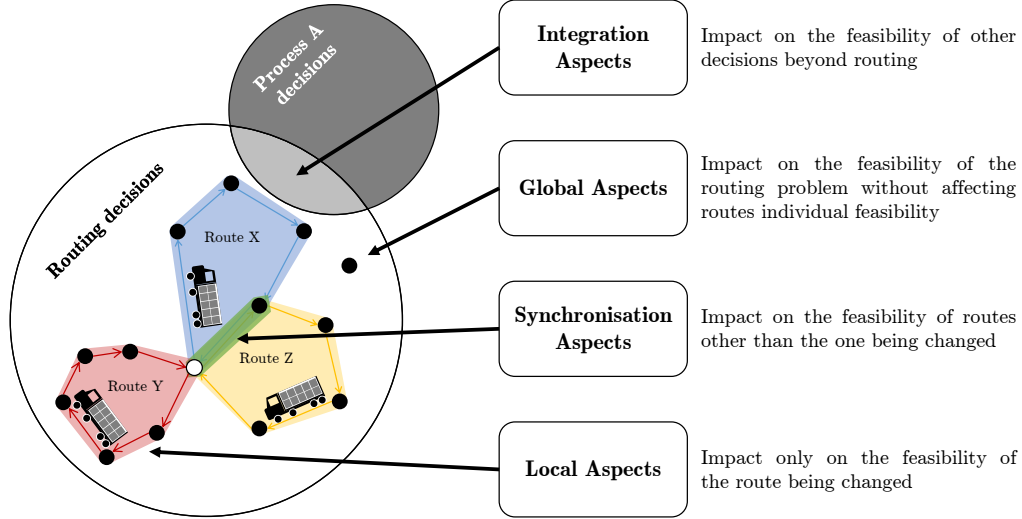 Process A
decisions
Routing decisions
Route X
Route Z
Route Y
Integration
Aspects
Impact on the feasibility of other
decisions beyond routing
Global Aspects
Impact on the feasibility of the
routing problem without affecting
routes individual feasibility
Synchronisation
Aspects
Impact on the feasibility of routes
other than the one being changed
Local Aspects
Impact only on the feasibility of
the route being changed